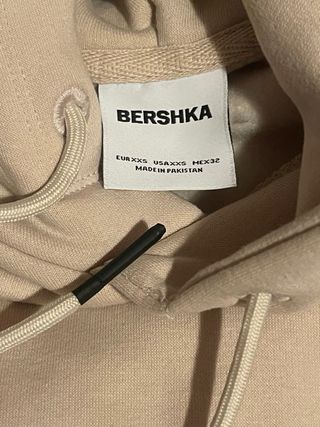 BERSHKA
EUR XXS USA XXS MEX 32
MADE IN PAKISTAN